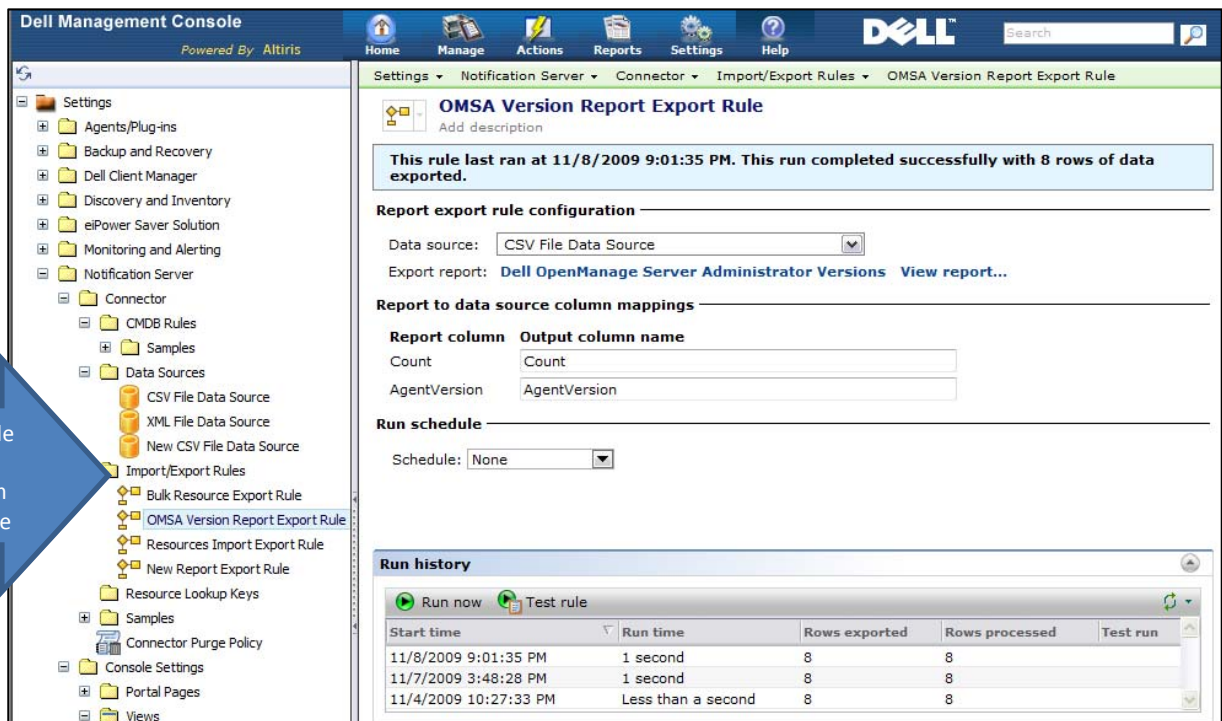 Dell Management Console
Powered By Altiris
Home
Manage
Actions
Reports
Settings
Help
DELL™
Search
Settings
Agents/Plug-ins
Backup and Recovery
Dell Client Manager
Discovery and Inventory
eiPower Saver Solution
Monitoring and Alerting
Notification Server
Connector
CMDB Rules
Samples
Data Sources
CSV File Data Source
XML File Data Source
New CSV File Data Source
Import/Export Rules
Bulk Resource Export Rule
OMSA Version Report Export Rule
Resources Import Export Rule
New Report Export Rule
Resource Lookup Keys
Samples
Connector Purge Policy
Console Settings
Portal Pages
Views
Settings Notification Server Connector Import/Export Rules OMSA Version Report Export Rule
OMSA Version Report Export Rule
Add description
This rule last ran at 11/8/2009 9:01:35 PM. This run completed successfully with 8 rows of data
exported.
Report export rule configuration
Data source: CSV File Data Source
Export report: Dell OpenManage Server Administrator Versions View report...
Report to data source column mappings
Report column Output column name
Count Count
AgentVersion AgentVersion
Run schedule
Schedule: None
Run history
Run now Test rule
Start time Run time Rows exported Rows processed Test run
11/8/2009 9:01:35 PM 1 second 8 8
11/7/2009 3:48:28 PM 1 second 8 8
11/4/2009 10:27:33 PM Less than a second 8 8